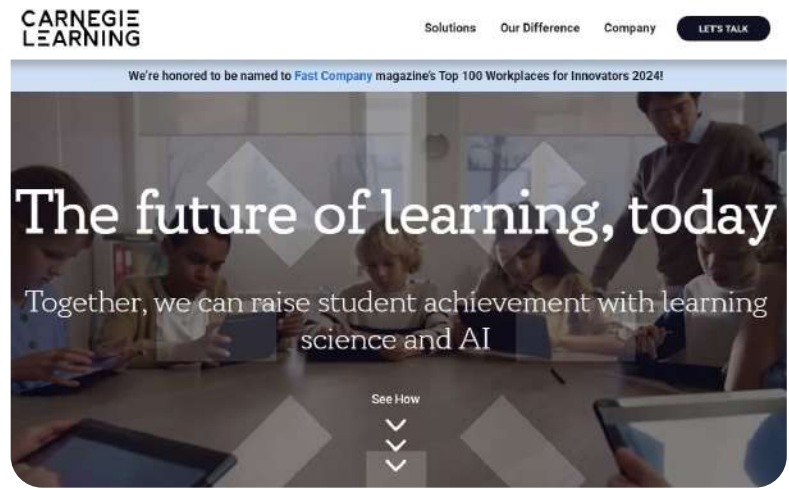 CARNEGIE
LEARNING
Solutions Our Difference Company LET'S TALK
We're honored to be named to Fast Company magazine's Top 100 Workplaces for Innovators 2024!
The future of learning, today
Together, we can raise student achievement with learning
science and AI
See How